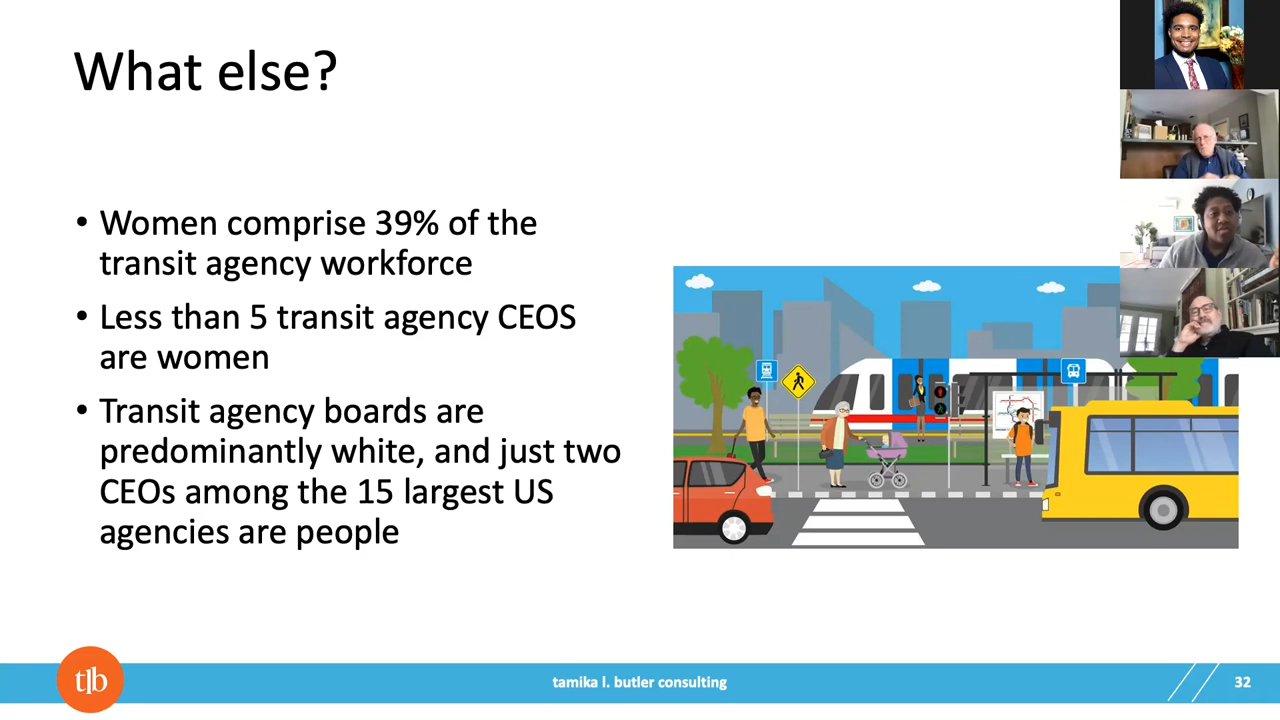 What else?
• Women comprise 39% of the
transit agency workforce
• Less than 5 transit agency CEOS
are women
• Transit agency boards are
predominantly white, and just two
CEOs among the 15 largest US
agencies are people
tlb
tamika l. butler consulting
32